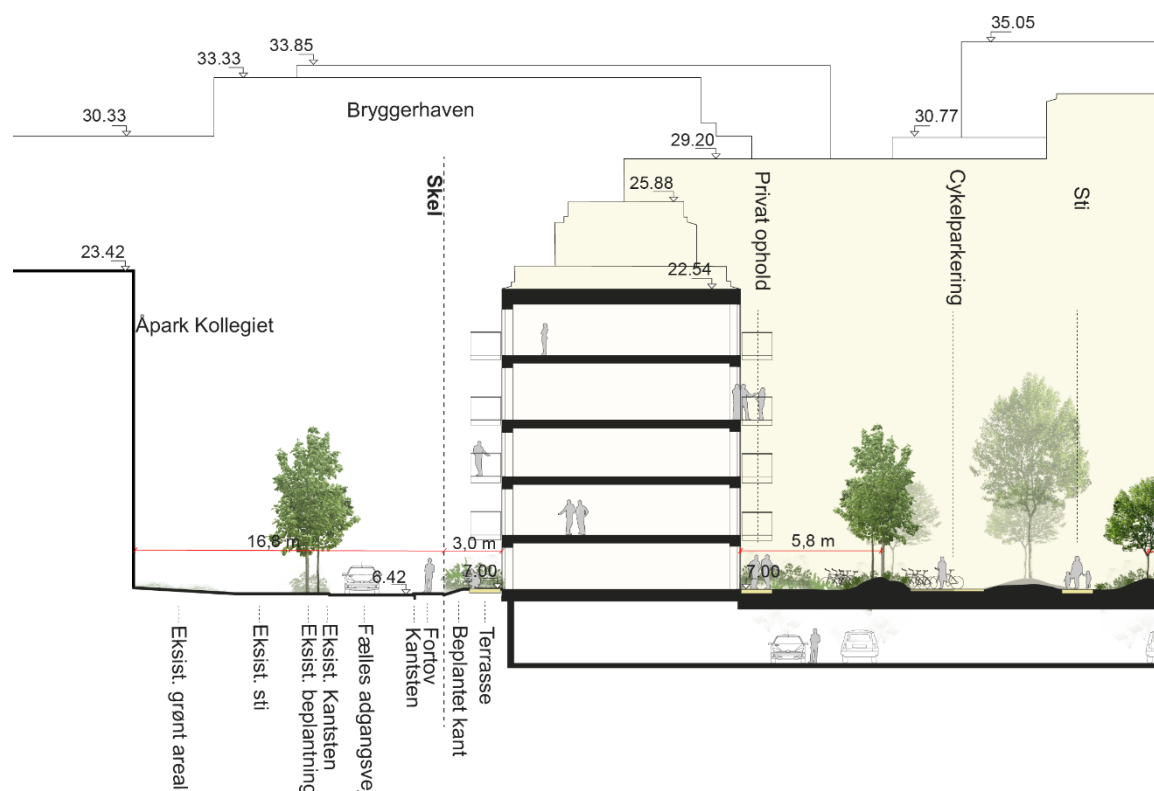 35.05
33.85
33.33
30.33
Bryggerhaven
30.77
29.20
Skel
25.88
Privat ophold
Cykelparkering
Sti
23.42
22.54
Åpark Kollegiet
16,8 m
3,0 m
5,8 m
6.42
7.00
7.00
Eksist. grønt areal
Eksist. sti
Eksist. beplantning
Eksist. Kantsten
Fælles adgangsve
Kantsten
Fortov
Beplantet kant
Terrasse